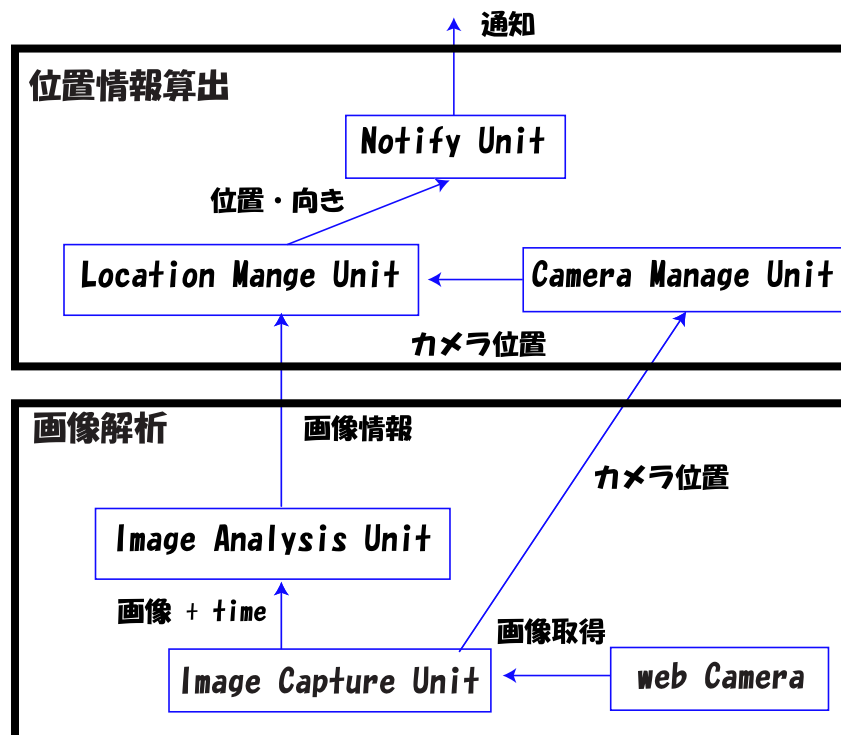 通知
位置情報算出
Notify Unit
位置・向き
Location Mange Unit
Camera Manage Unit
カメラ位置
画像解析
画像情報
カメラ位置
Image Analysis Unit
画像 + time
画像取得
Image Capture Unit
web Camera